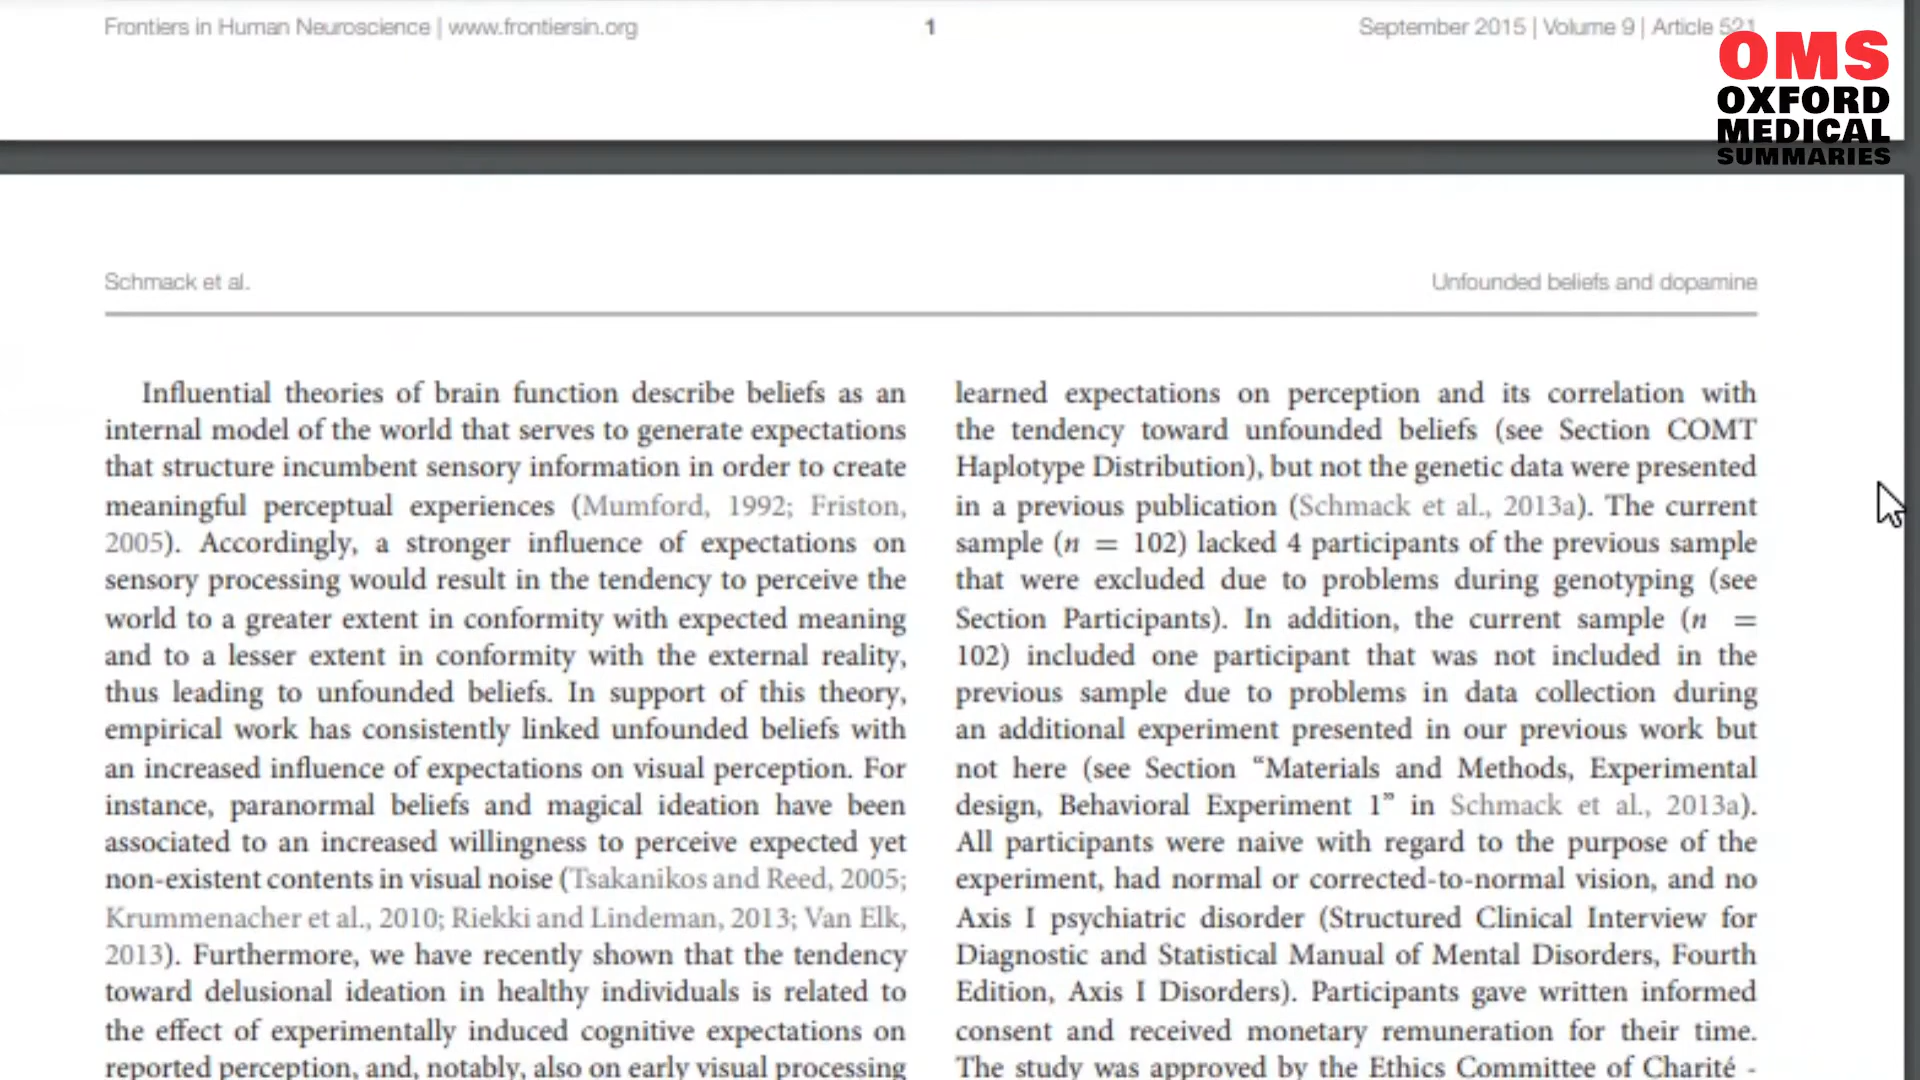 Frontiers in Human Neuroscience | www.frontiersin.org
1
September 2015 | Volume 9 | Article 521
OMS
OXFORD
MEDICAL
SUMMARIES
Schmack et al.
Unfounded beliefs and dopamine
Influential theories of brain function describe beliefs as an
internal model of the world that serves to generate expectations
that structure incumbent sensory information in order to create
meaningful perceptual experiences (Mumford, 1992; Friston,
2005). Accordingly, a stronger influence of expectations on
sensory processing would result in the tendency to perceive the
world to a greater extent in conformity with expected meaning
and to a lesser extent in conformity with the external reality,
thus leading to unfounded beliefs. In support of this theory,
empirical work has consistently linked unfounded beliefs with
an increased influence of expectations on visual perception. For
instance, paranormal beliefs and magical ideation have been
associated to an increased willingness to perceive expected yet
non-existent contents in visual noise (Tsakanikos and Reed, 2005;
Krummenacher et al., 2010; Riekki and Lindeman, 2013; Van Elk,
2013). Furthermore, we have recently shown that the tendency
toward delusional ideation in healthy individuals is related to
the effect of experimentally induced cognitive expectations on
reported perception, and, notably, also on early visual processing
learned expectations on perception and its correlation with
the tendency toward unfounded beliefs (see Section COMT
Haplotype Distribution), but not the genetic data were presented
in a previous publication (Schmack et al., 2013a). The current
sample (n = 102) lacked 4 participants of the previous sample
that were excluded due to problems during genotyping (see
Section Participants). In addition, the current sample (n =
102) included one participant that was not included in the
previous sample due to problems in data collection during
an additional experiment presented in our previous work but
not here (see Section “Materials and Methods, Experimental
design, Behavioral Experiment 1” in Schmack et al., 2013a).
All participants were naive with regard to the purpose of the
experiment, had normal or corrected-to-normal vision, and no
Axis I psychiatric disorder (Structured Clinical Interview for
Diagnostic and Statistical Manual of Mental Disorders, Fourth
Edition, Axis I Disorders). Participants gave written informed
consent and received monetary remuneration for their time.
The study was approved by the Ethics Committee of Charité -